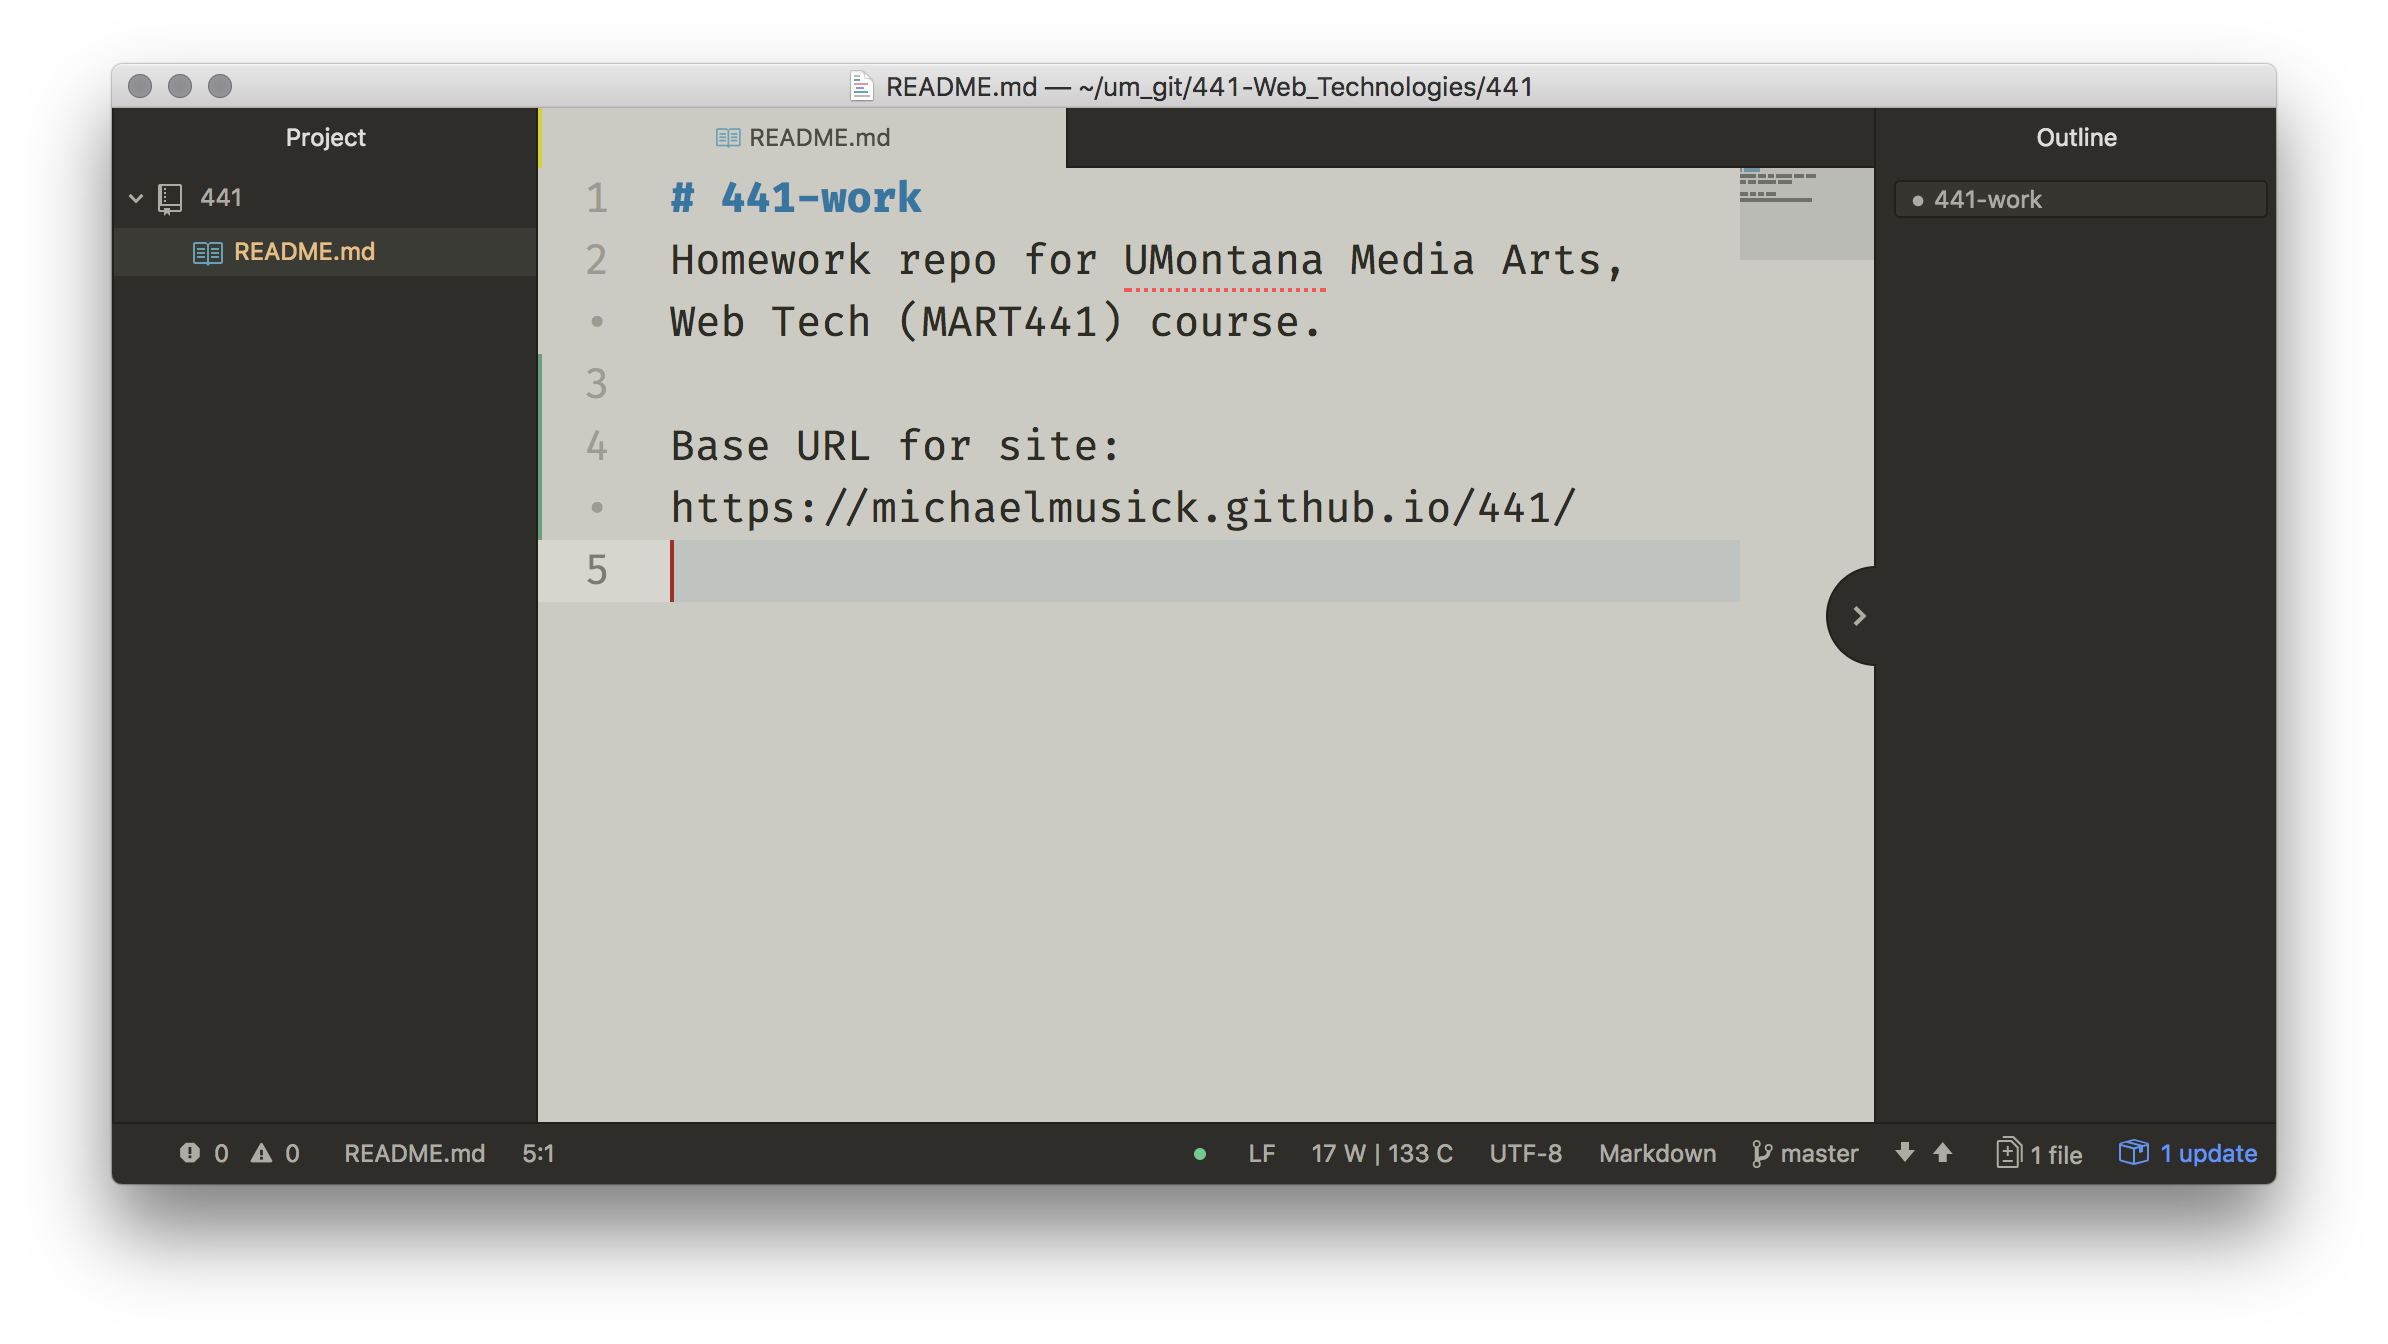 README.md — ~/um_git/441-Web_Technologies/441
Project
README.md
Outline
441
README.md
1 # 441-work
2 Homework repo for UMontana Media Arts,
• Web Tech (MART441) course.
3
4 Base URL for site:
• https://michaelmusick.github.io/441/
5
441-work
0 0 README.md 5:1 LF 17 W | 133 C UTF-8 Markdown master 1 file 1 update